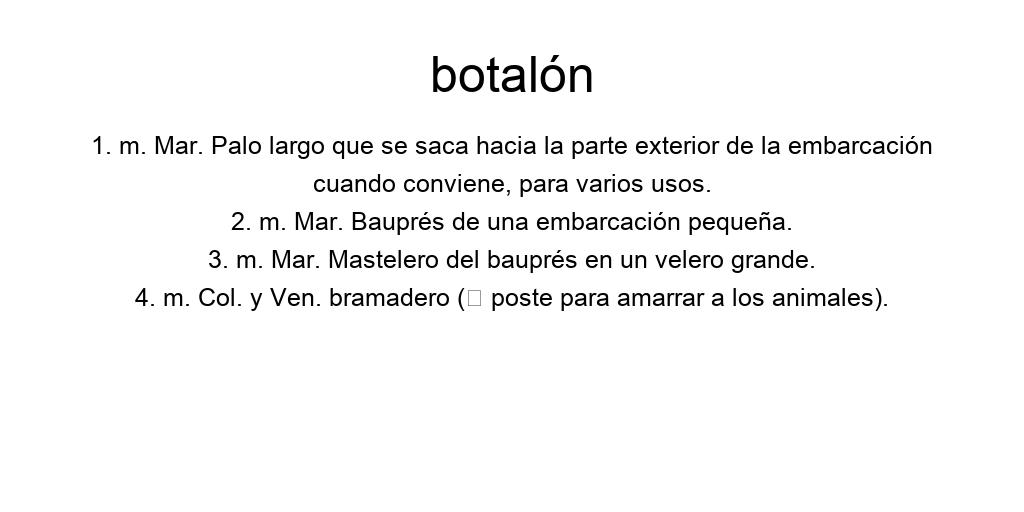 botalón
1. m. Mar. Palo largo que se saca hacia la parte exterior de la embarcación
cuando conviene, para varios usos.
2. m. Mar. Bauprés de una embarcación pequeña.
3. m. Mar. Mastelero del bauprés en un velero grande.
4. m. Col. y Ven. bramadero (▯ poste para amarrar a los animales).